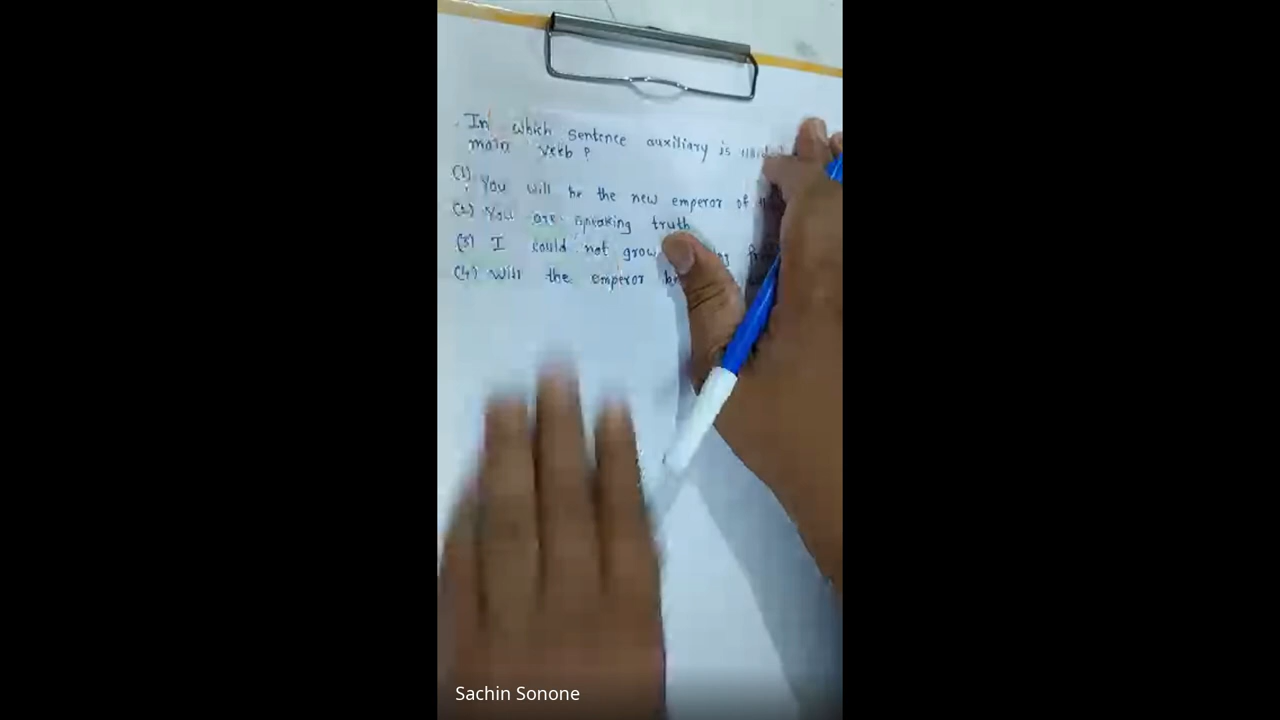 In which sentence auxiliary is
main verb ?
(1)
You will be the new emperor of
(2) You are speaking truth
(3) I could not grow
(4) Will the emperor
Sachin Sonone